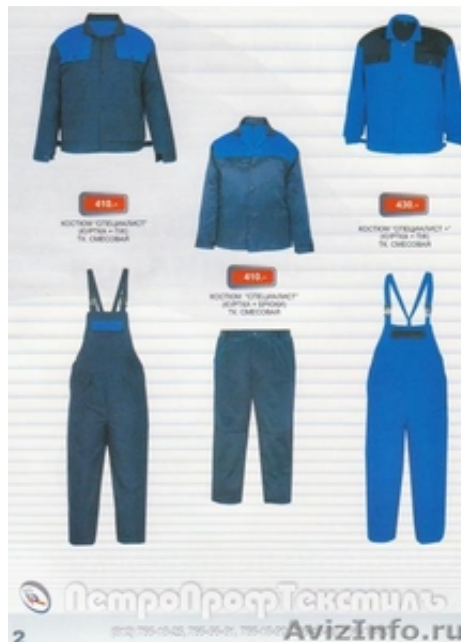 410.-
КОСТЮМ "СПЕЦИАЛИСТ"
(КУРТКА + П/К)
ТК. СМЕСОВАЯ
430.-
КОСТЮМ "СПЕЦИАЛИСТ +"
(КУРТКА + П/К)
ТК. СМЕСОВАЯ
410.-
КОСТЮМ "СПЕЦИАЛИСТ"
(КУРТКА + БРЮКИ)
ТК. СМЕСОВАЯ
ПетроПрофТекстиль
2
AvizInfo.ru